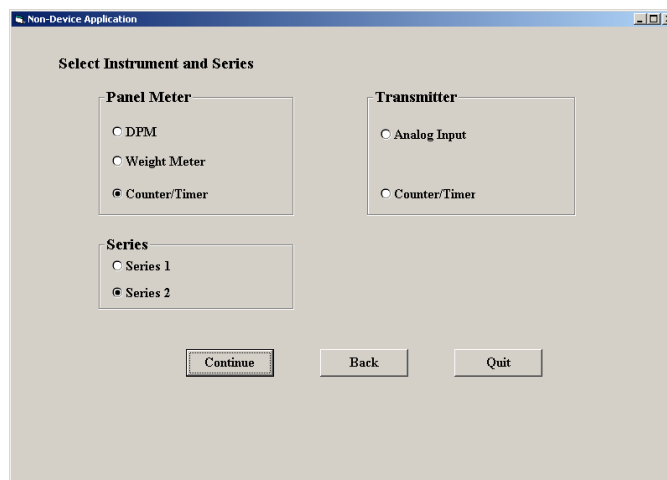 Non-Device Application
Select Instrument and Series
Panel Meter
DPM
Weight Meter
Counter/Timer
Transmitter
Analog Input
Counter/Timer
Series
Series 1
Series 2
Continue
Back
Quit